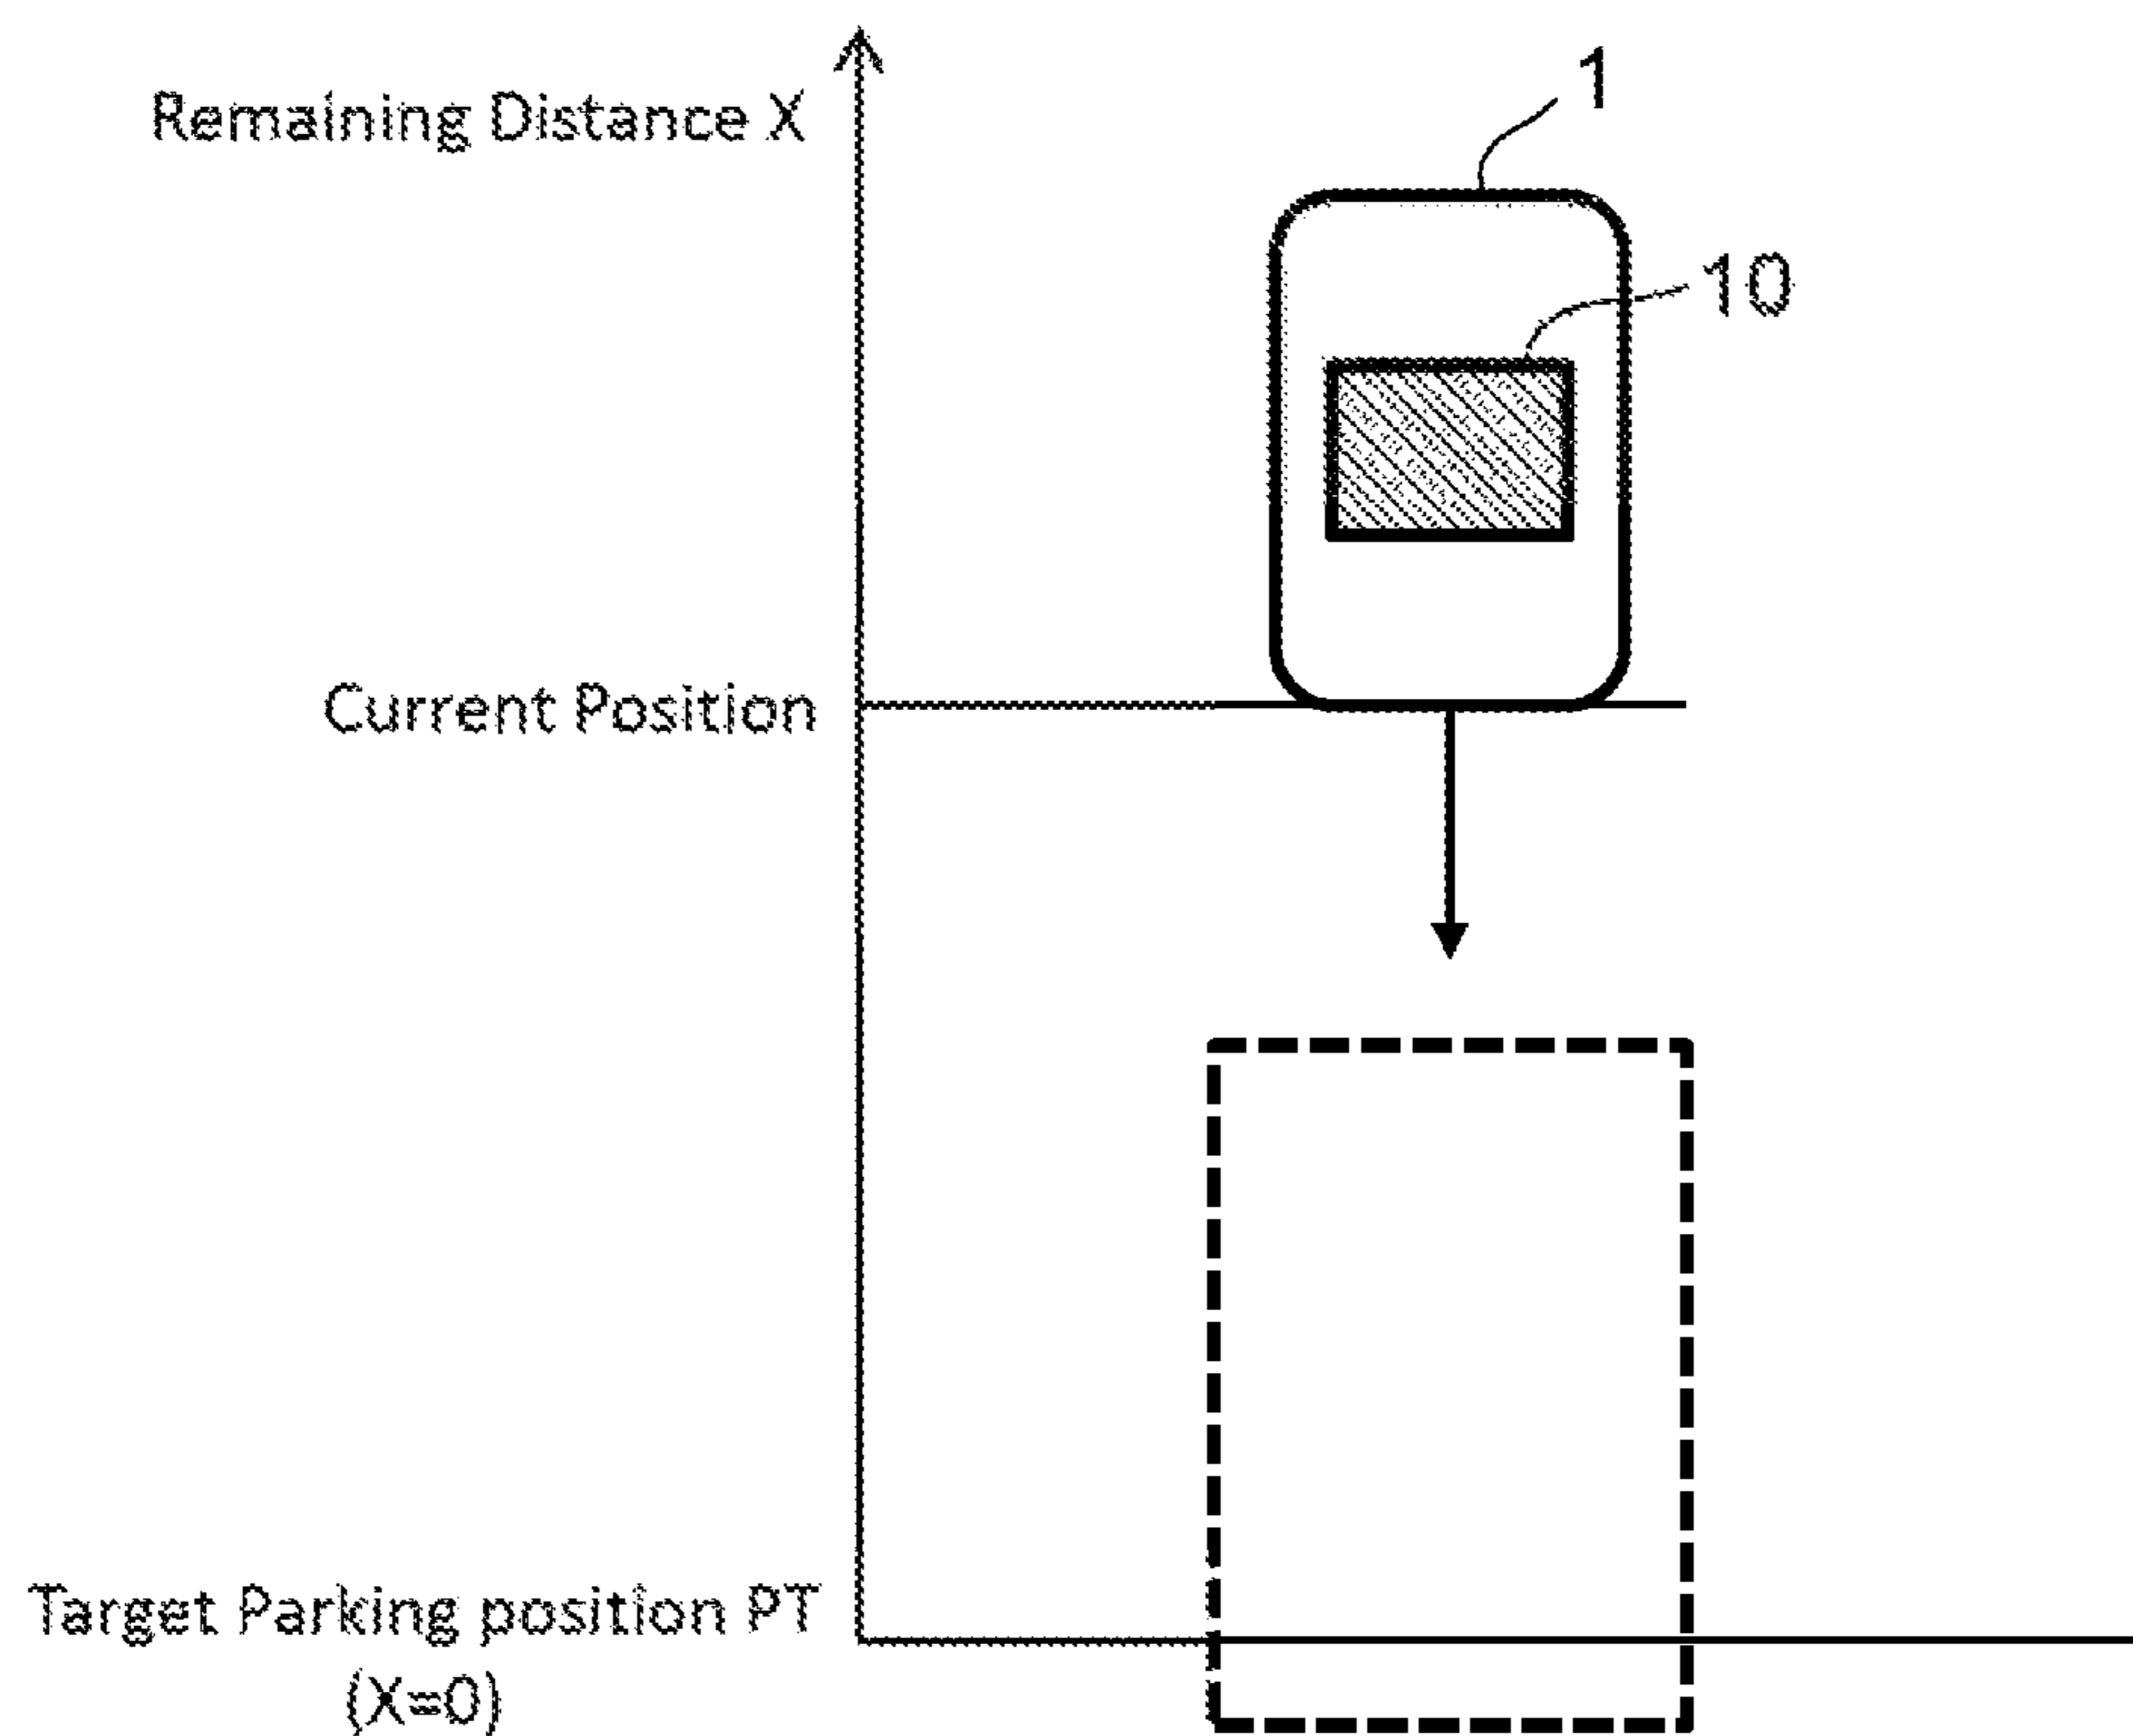 Remaining Distance X
1
10
Current Position
Target Parking position PT
(X=0)